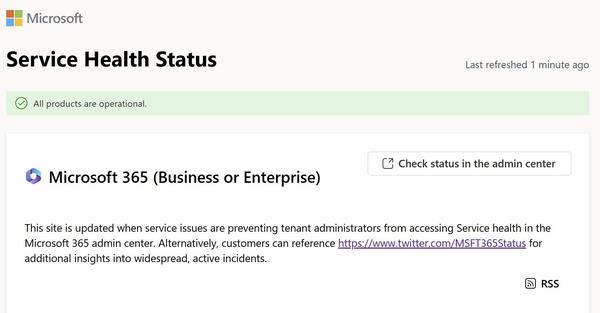 Microsoft
Service Health Status
Last refreshed 1 minute ago
All products are operational.
Check status in the admin center
Microsoft 365 (Business or Enterprise)
This site is updated when service issues are preventing tenant administrators from accessing Service health in the
Microsoft 365 admin center. Alternatively, customers can reference https://www.twitter.com/MSFT365Status for
additional insights into widespread, active incidents.
RSS